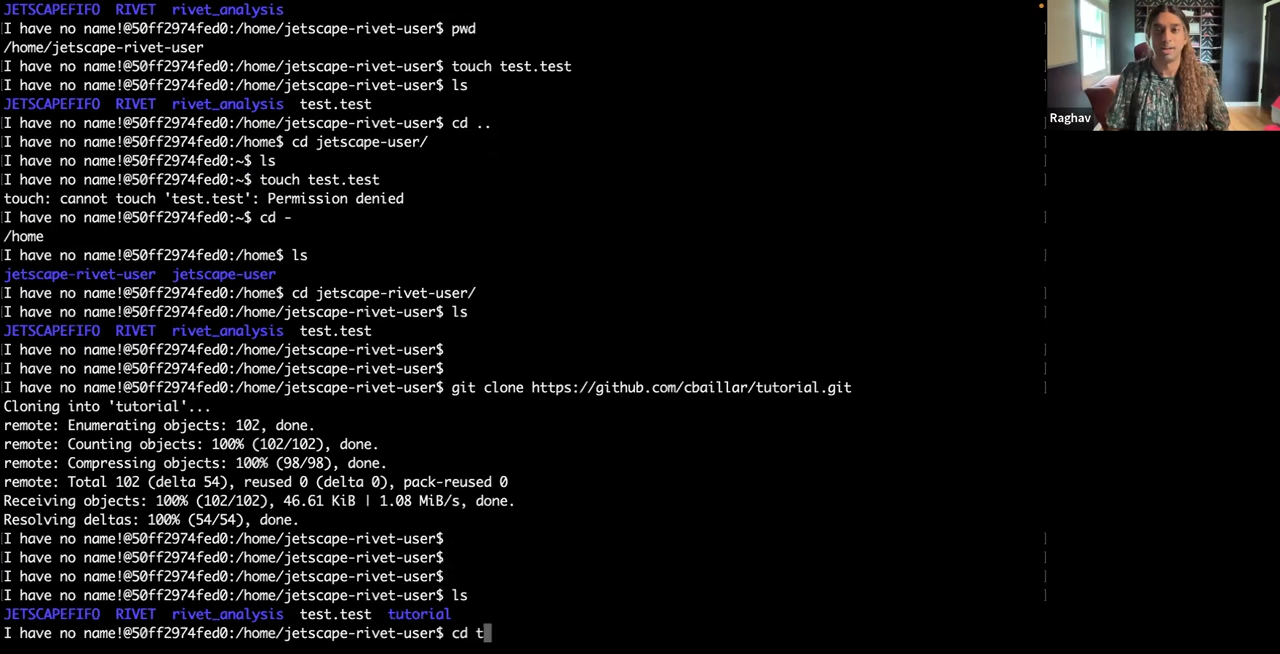 JETSCAPEFIFO  RIVET  rivet_analysis
I have no name!@50ff2974fed0:/home/jetscape-rivet-user$ pwd
/home/jetscape-rivet-user
I have no name!@50ff2974fed0:/home/jetscape-rivet-user$ touch test.test
I have no name!@50ff2974fed0:/home/jetscape-rivet-user$ ls
JETSCAPEFIFO  RIVET  rivet_analysis  test.test
I have no name!@50ff2974fed0:/home/jetscape-rivet-user$ cd ..
I have no name!@50ff2974fed0:/home$ cd jetscape-user/
I have no name!@50ff2974fed0:~$ ls
I have no name!@50ff2974fed0:~$ touch test.test
touch: cannot touch 'test.test': Permission denied
I have no name!@50ff2974fed0:~$ cd -
/home
I have no name!@50ff2974fed0:/home$ ls
jetscape-rivet-user  jetscape-user
I have no name!@50ff2974fed0:/home$ cd jetscape-rivet-user/
I have no name!@50ff2974fed0:/home/jetscape-rivet-user$ ls
JETSCAPEFIFO  RIVET  rivet_analysis  test.test
I have no name!@50ff2974fed0:/home/jetscape-rivet-user$
I have no name!@50ff2974fed0:/home/jetscape-rivet-user$
I have no name!@50ff2974fed0:/home/jetscape-rivet-user$ git clone https://github.com/cbaillar/tutorial.git
Cloning into 'tutorial'...
remote: Enumerating objects: 102, done.
remote: Counting objects: 100% (102/102), done.
remote: Compressing objects: 100% (98/98), done.
remote: Total 102 (delta 54), reused 0 (delta 0), pack-reused 0
Receiving objects: 100% (102/102), 46.61 KiB | 1.08 MiB/s, done.
Resolving deltas: 100% (54/54), done.
I have no name!@50ff2974fed0:/home/jetscape-rivet-user$
I have no name!@50ff2974fed0:/home/jetscape-rivet-user$
I have no name!@50ff2974fed0:/home/jetscape-rivet-user$
I have no name!@50ff2974fed0:/home/jetscape-rivet-user$ ls
JETSCAPEFIFO  RIVET  rivet_analysis  test.test  tutorial
I have no name!@50ff2974fed0:/home/jetscape-rivet-user$ cd t
Raghav